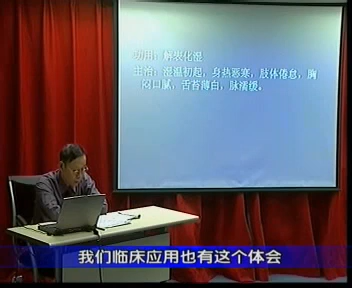 功用：解表化湿
主治：湿温初起，身热恶寒，肢体倦怠，胸
闷口腻，舌苔薄白，脉濡缓。
我们临床应用也有这个体会